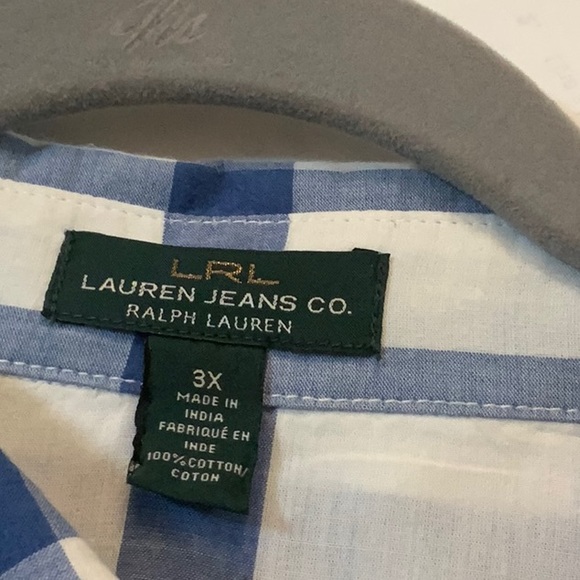 LRL
LAUREN JEANS CO.
RALPH LAUREN
3X
MADE IN
INDIA
FABRIQUÉ EN
INDE
100% COTTON/
COTON